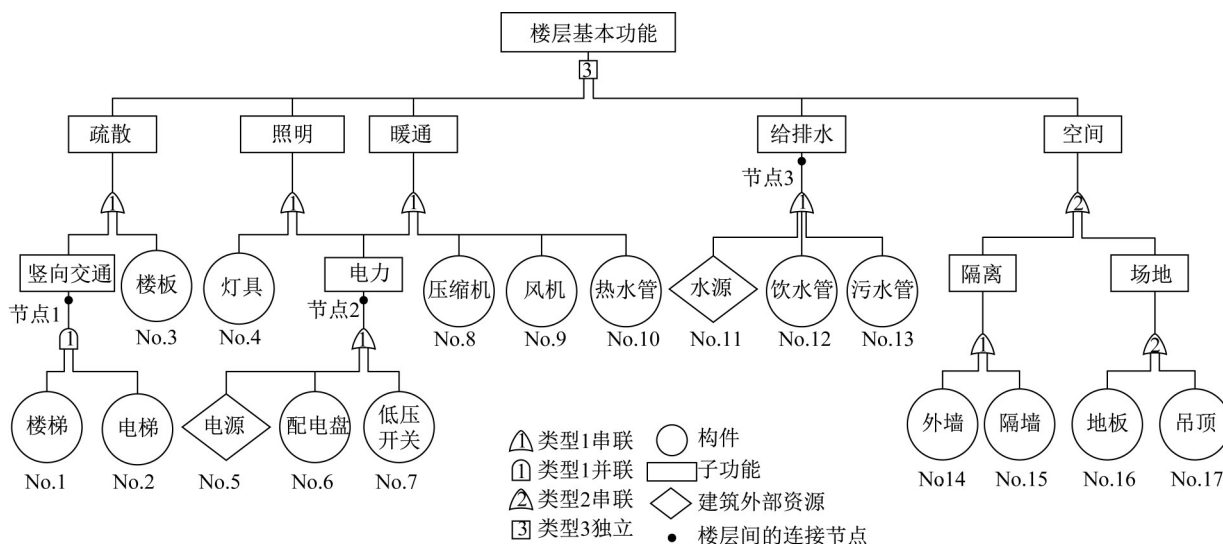 楼层基本功能
3
疏散
照明
暖通
给排水
空间
节点3
1
1
1
1
2
竖向交通
楼板
灯具
电力
压缩机
风机
热水管
水源
饮水管
污水管
隔离
场地
节点1
节点2
No.3
No.4
No.8
No.9
No.10
No.11
No.12
No.13
1
1
1
2
楼梯
电梯
电源
配电盘
低压
开关
外墙
隔墙
地板
吊顶
No.1
No.2
No.5
No.6
No.7
No14
No.15
No.16
No.17
1 类型1串联
构件
1 类型1并联
子功能
2 类型2串联
建筑外部资源
3 类型3独立
楼层间的连接节点